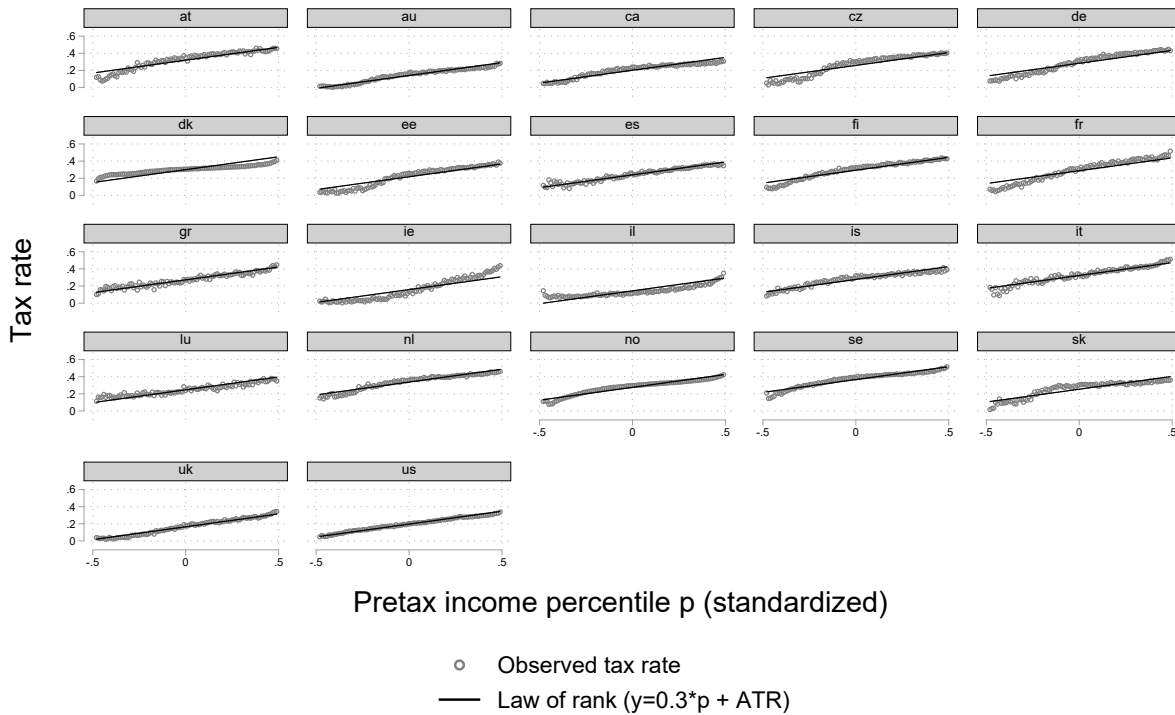 at au ca cz de
.6
.4
.2
0
dk ee es fi fr
.6
.4
.2
0
gr ie il is it
.6
.4
.2
0
lu nl no se sk
.6
.4
.2
0
-.5 0 .5 -.5 0 .5 -.5 0 .5
uk us
.6
.4
.2
0
-.5 0 .5 -.5 0 .5
Tax rate
Pretax income percentile p (standardized)
Observed tax rate
Law of rank (y=0.3*p + ATR)